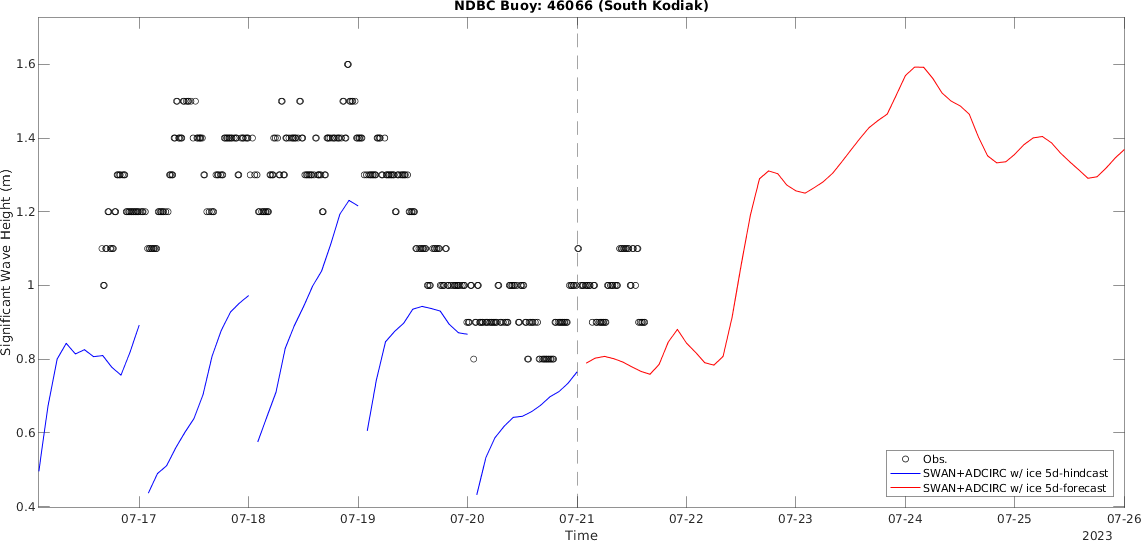 NDBC Buoy: 46066 (South Kodiak)
Significant Wave Height (m)
1.6
1.4
1.2
1
0.8
0.6
0.4
Obs.
SWAN+ADCIRC w/ ice 5d-hindcast
SWAN+ADCIRC w/ ice 5d-forecast
07-17 07-18 07-19 07-20 07-21 07-22 07-23 07-24 07-25 07-26
Time
2023